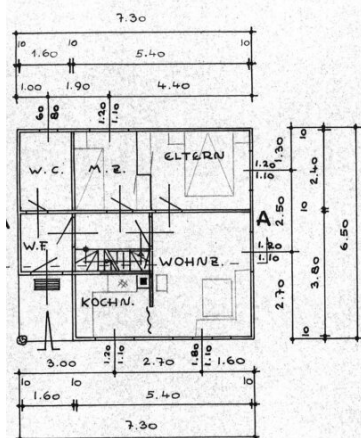 7.30
10 10 10
1.60 5.40
1.00 1.90 4.40
60 80 1.20 1.10
W.C. M.Z. ELTERN
1.20 1.10
1.30 2.50 2.70
10 2.40 10 3.80 10
6.50
A
W.F. WOHNZ.
1.20 1.10
KOCHN.
1.20 1.10 1.80 1.10
3.00 2.70 1.60
10 10 10
1.60 5.40
7.30